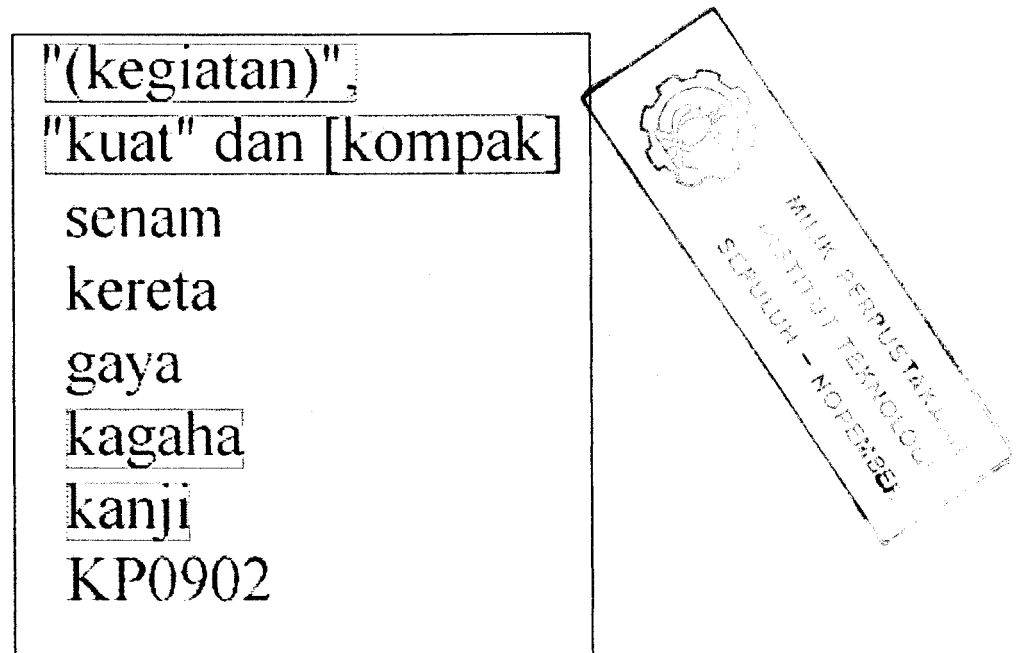 "(kegiatan)",
"kuat" dan [kompak]
senam
kereta
gaya
kagaha
kanji
KP0902
MILIK PERPUSTAKAAN
INSTITUT TEKNOLOGI
SEPULUH – NOPEMBER